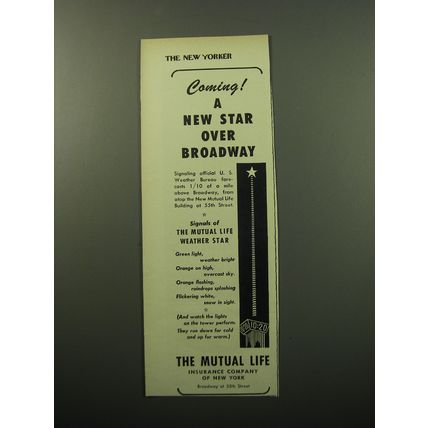 THE NEW YORKER
Coming!
A
NEW STAR
OVER
BROADWAY
Signaling official U. S.
Weather Bureau fore-
casts 1/10 of a mile
above Broadway, from
atop the New Mutual Life
Building at 55th Street.
Signals of
THE MUTUAL LIFE
WEATHER STAR
Green light,
weather bright
Orange on high,
overcast sky.
Orange flashing,
raindrops splashing
Flickering white,
snow in sight.
(And watch the lights
on the tower perform:
They run down for cold
and up for warm.)
THE MUTUAL LIFE
INSURANCE COMPANY
OF NEW YORK
Broadway at 55th Street